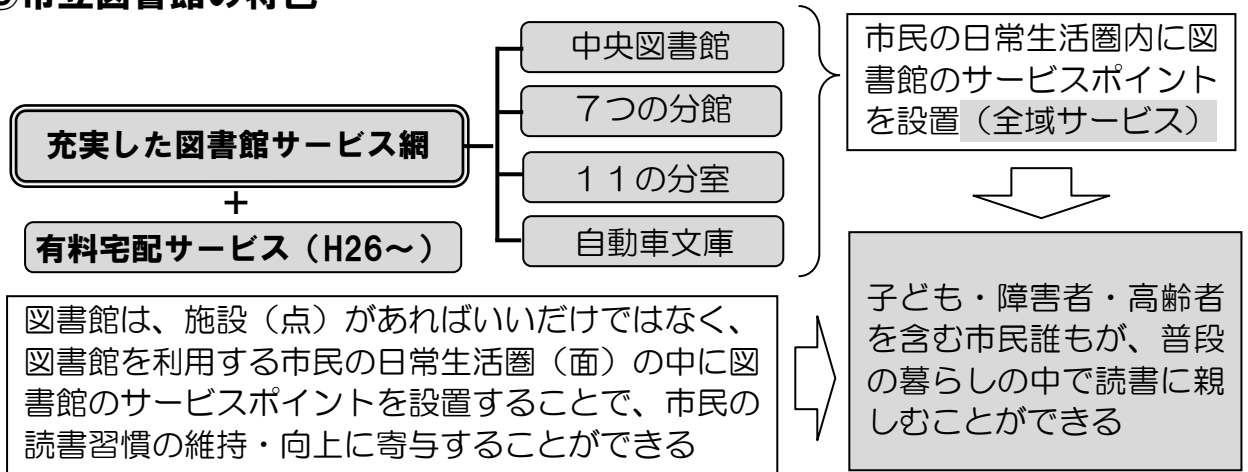 市立図書館の特色
中央図書館
７つの分館
１１の分室
自動車文庫
充実した図書館サービス網
＋
有料宅配サービス（H26～）
市民の日常生活圏内に図
書館のサービスポイント
を設置（全域サービス）
図書館は、施設（点）があればいいだけではなく、
図書館を利用する市民の日常生活圏（面）の中に図
書館のサービスポイントを設置することで、市民の
読書習慣の維持・向上に寄与することができる
子ども・障害者・高齢者
を含む市民誰もが、普段
の暮らしの中で読書に親
しむことができる